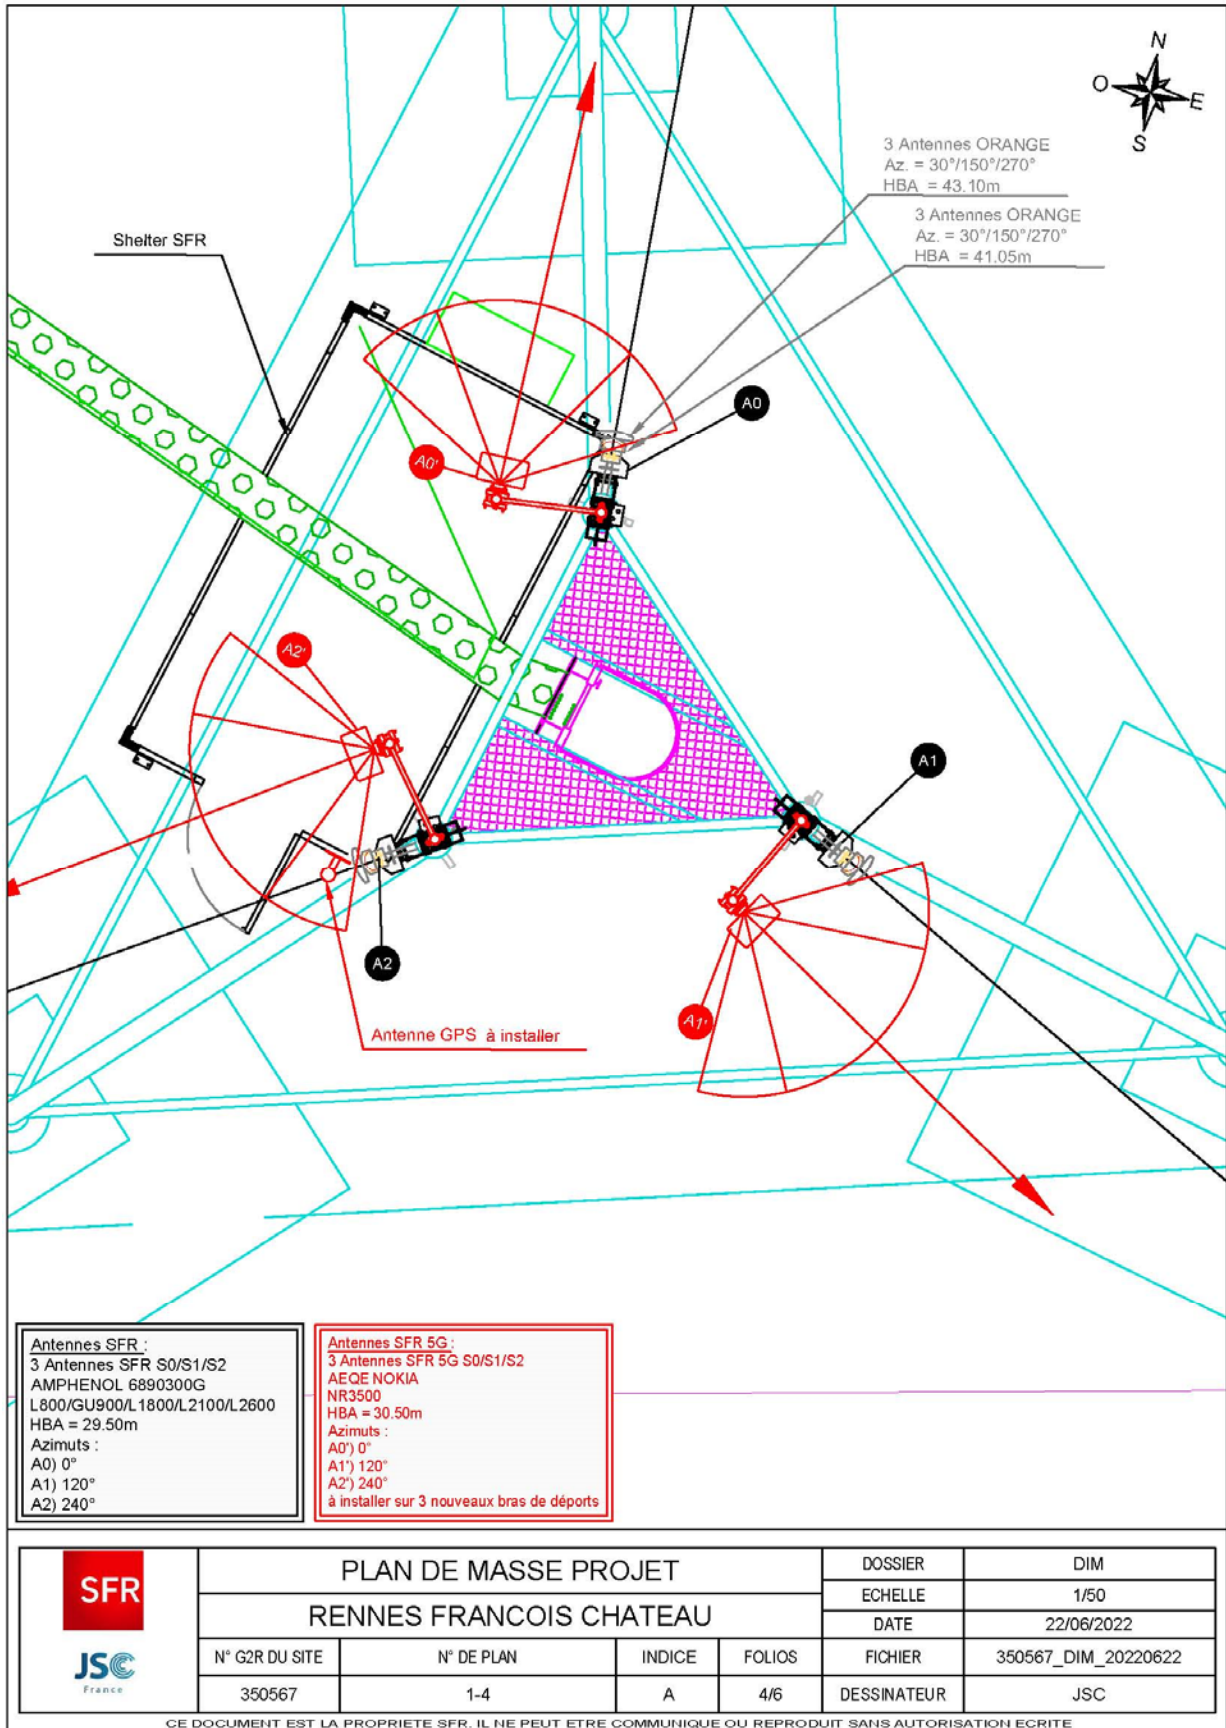 N
O
E
S
3 Antennes ORANGE
Az. = 30°/150°/270°
HBA = 43.10m
3 Antennes ORANGE
Az. = 30°/150°/270°
HBA = 41.05m
Shelter SFR
A0
A0'
A2'
A1
A2
A1'
Antenne GPS à installer
Antennes SFR :
3 Antennes SFR S0/S1/S2
AMPHENOL 6890300G
L800/GU900/L1800/L2100/L2600
HBA = 29.50m
Azimuts :
A0) 0°
A1) 120°
A2) 240°
Antennes SFR 5G :
3 Antennes SFR 5G S0/S1/S2
AEQE NOKIA
NR3500
HBA = 30.50m
Azimuts :
A0') 0°
A1') 120°
A2') 240°
à installer sur 3 nouveaux bras de déports
SFR
JSC
France
PLAN DE MASSE PROJET
RENNES FRANCOIS CHATEAU
N° G2R DU SITE
N° DE PLAN
INDICE
FOLIOS
350567
1-4
A
4/6
DOSSIER
DIM
ECHELLE
1/50
DATE
22/06/2022
FICHIER
350567_DIM_20220622
DESSINATEUR
JSC
CE DOCUMENT EST LA PROPRIETE SFR. IL NE PEUT ETRE COMMUNIQUE OU REPRODUIT SANS AUTORISATION ECRITE